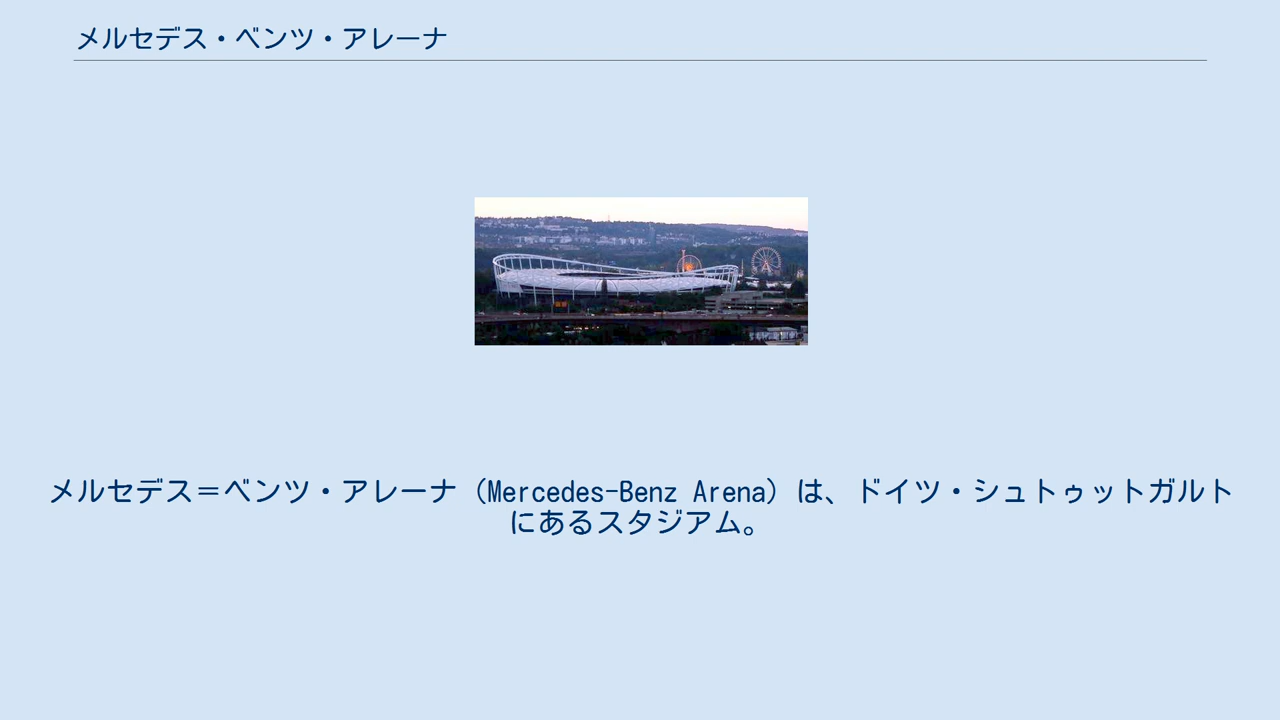 メルセデス・ベンツ・アレーナ
メルセデス＝ベンツ・アレーナ（Mercedes-Benz Arena）は、ドイツ・シュトゥットガルト
にあるスタジアム。